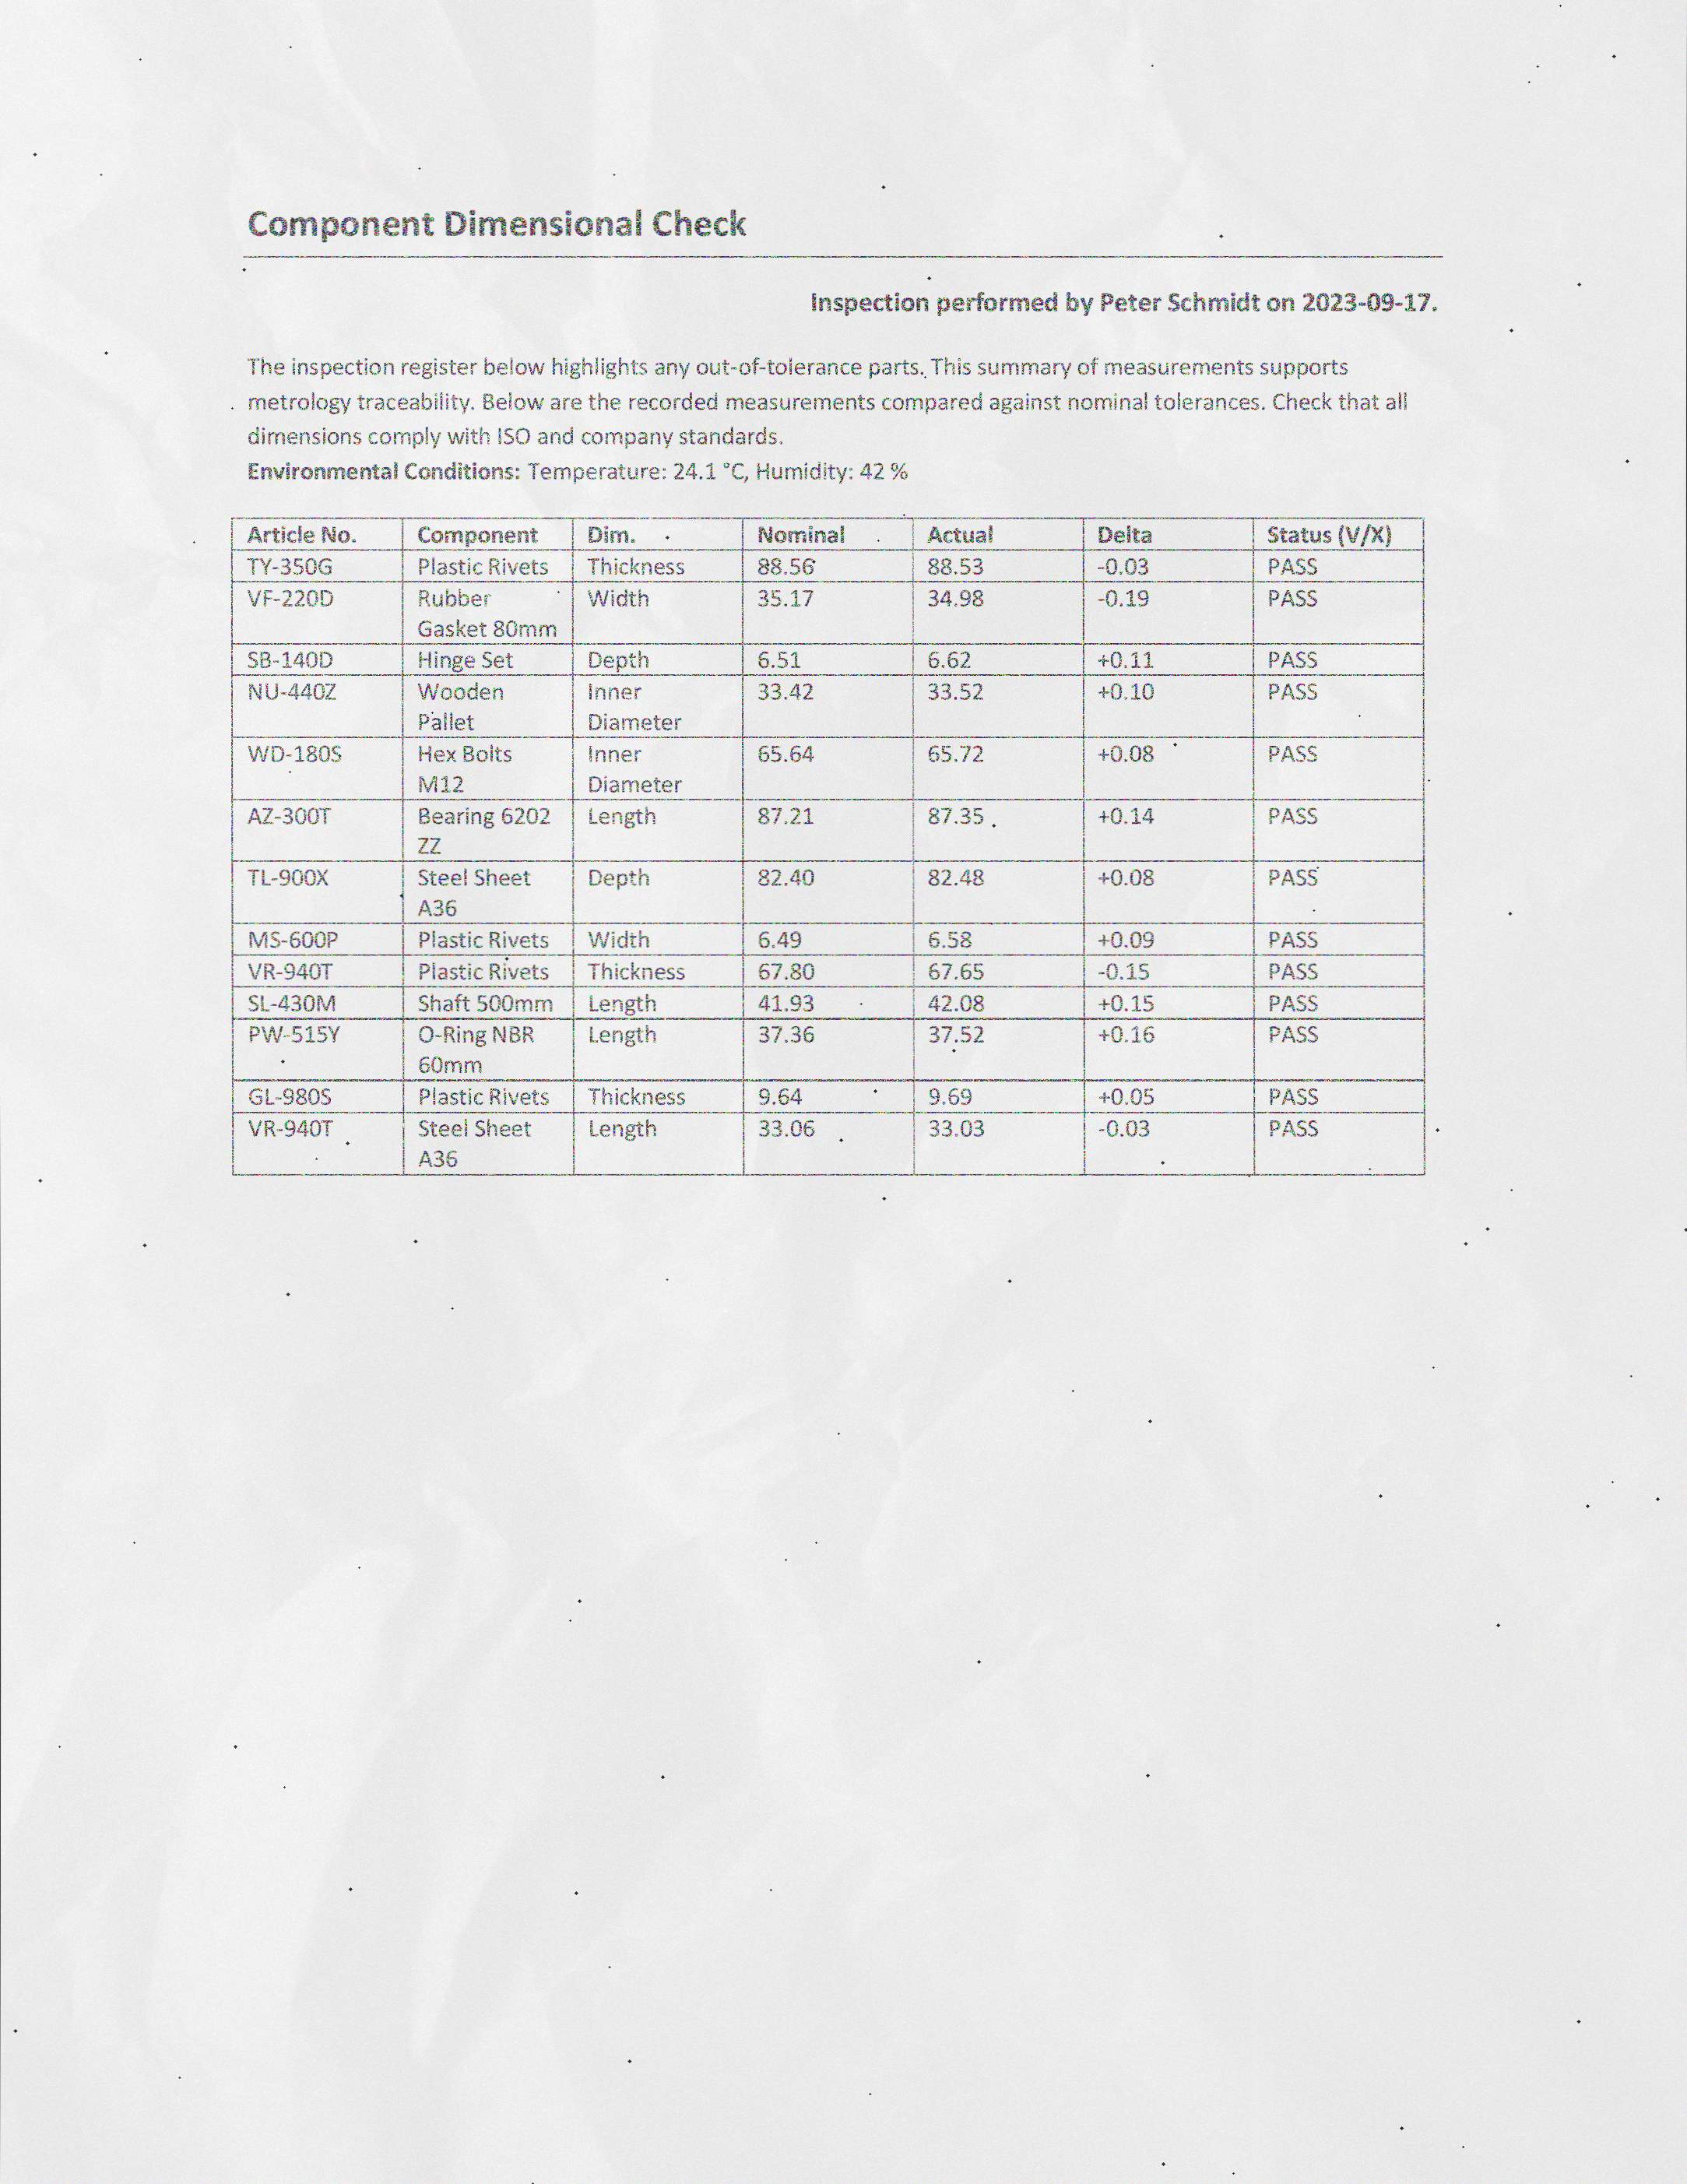 Component Dimensional Check
Inspection performed by Peter Schmidt on 2023-09-17.
The inspection register below highlights any out-of-tolerance parts. This summary of measurements supports
metrology traceability. Below are the recorded measurements compared against nominal tolerances. Check that all
dimensions comply with ISO and company standards.
Environmental Conditions: Temperature: 24.1 °C, Humidity: 42 %
Article No. Component Dim. Nominal Actual Delta Status (V/X)
TY-350G Plastic Rivets Thickness 88.56 88.53 -0.03 PASS
VF-220D Rubber Width 35.17 34.98 -0.19 PASS
Gasket 80mm
SB-140D Hinge Set Depth 6.51 6.62 +0.11 PASS
NU-440Z Wooden Inner 33.42 33.52 +0.10 PASS
Pallet Diameter
WD-180S Hex Bolts Inner 65.64 65.72 +0.08 PASS
M12 Diameter
AZ-300T Bearing 6202 Length 87.21 87.35 +0.14 PASS
ZZ
TL-900X Steel Sheet Depth 82.40 82.48 +0.08 PASS
A36
MS-600P Plastic Rivets Width 6.49 6.58 +0.09 PASS
VR-940T Plastic Rivets Thickness 67.80 67.65 -0.15 PASS
SL-430M Shaft 500mm Length 41.93 42.08 +0.15 PASS
PW-515Y O-Ring NBR Length 37.36 37.52 +0.16 PASS
60mm
GL-980S Plastic Rivets Thickness 9.64 9.69 +0.05 PASS
VR-940T Steel Sheet Length 33.06 33.03 -0.03 PASS
A36